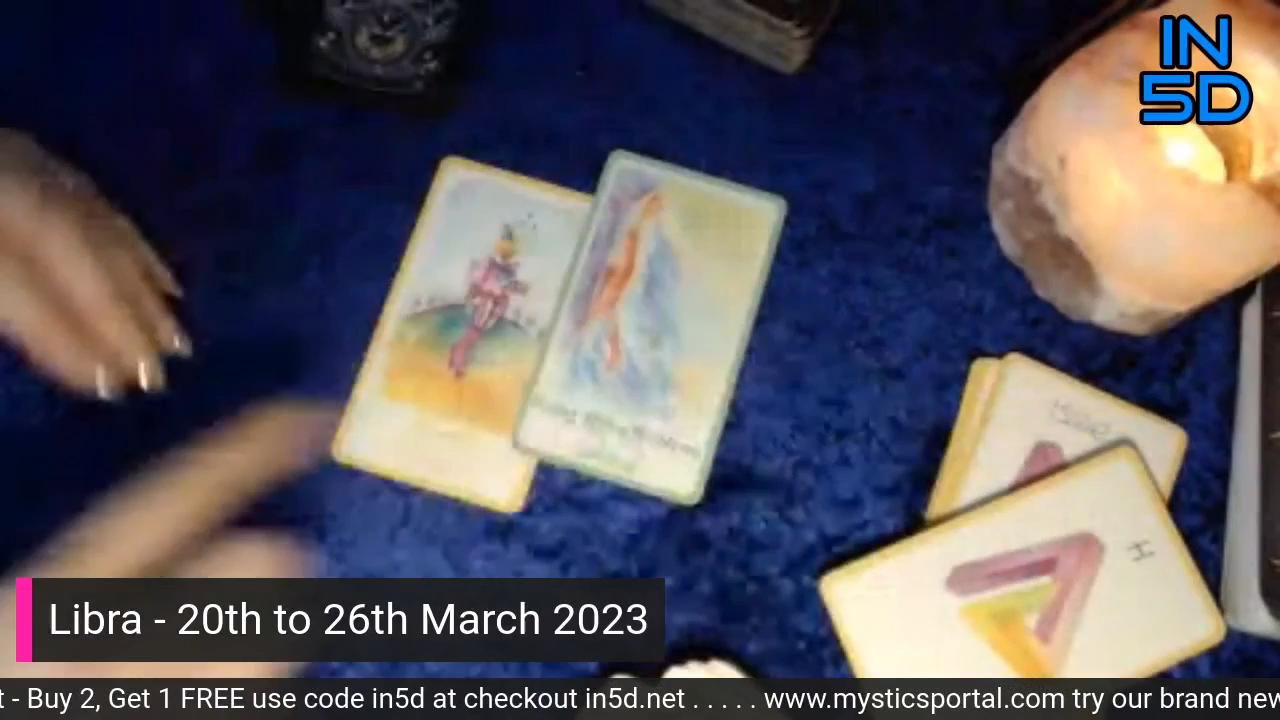 IN
5D
H
Libra - 20th to 26th March 2023
t - Buy 2, Get 1 FREE use code in5d at checkout in5d.net . . . . . www.mysticsportal.com try our brand new